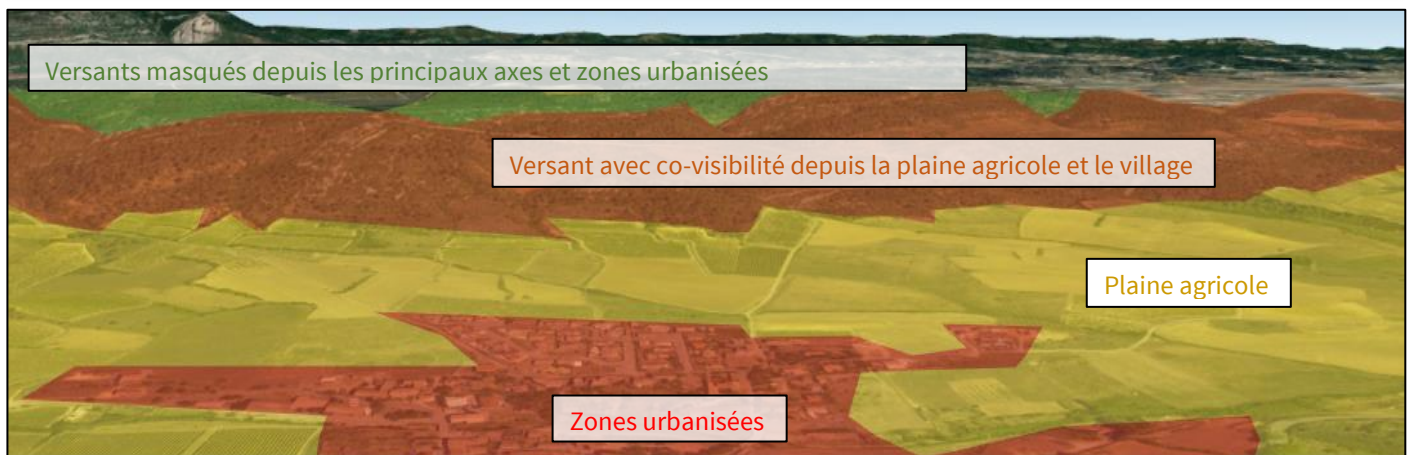 Versants masqués depuis les principaux axes et zones urbanisées
Versant avec co-visibilité depuis la plaine agricole et le village
Plaine agricole
Zones urbanisées